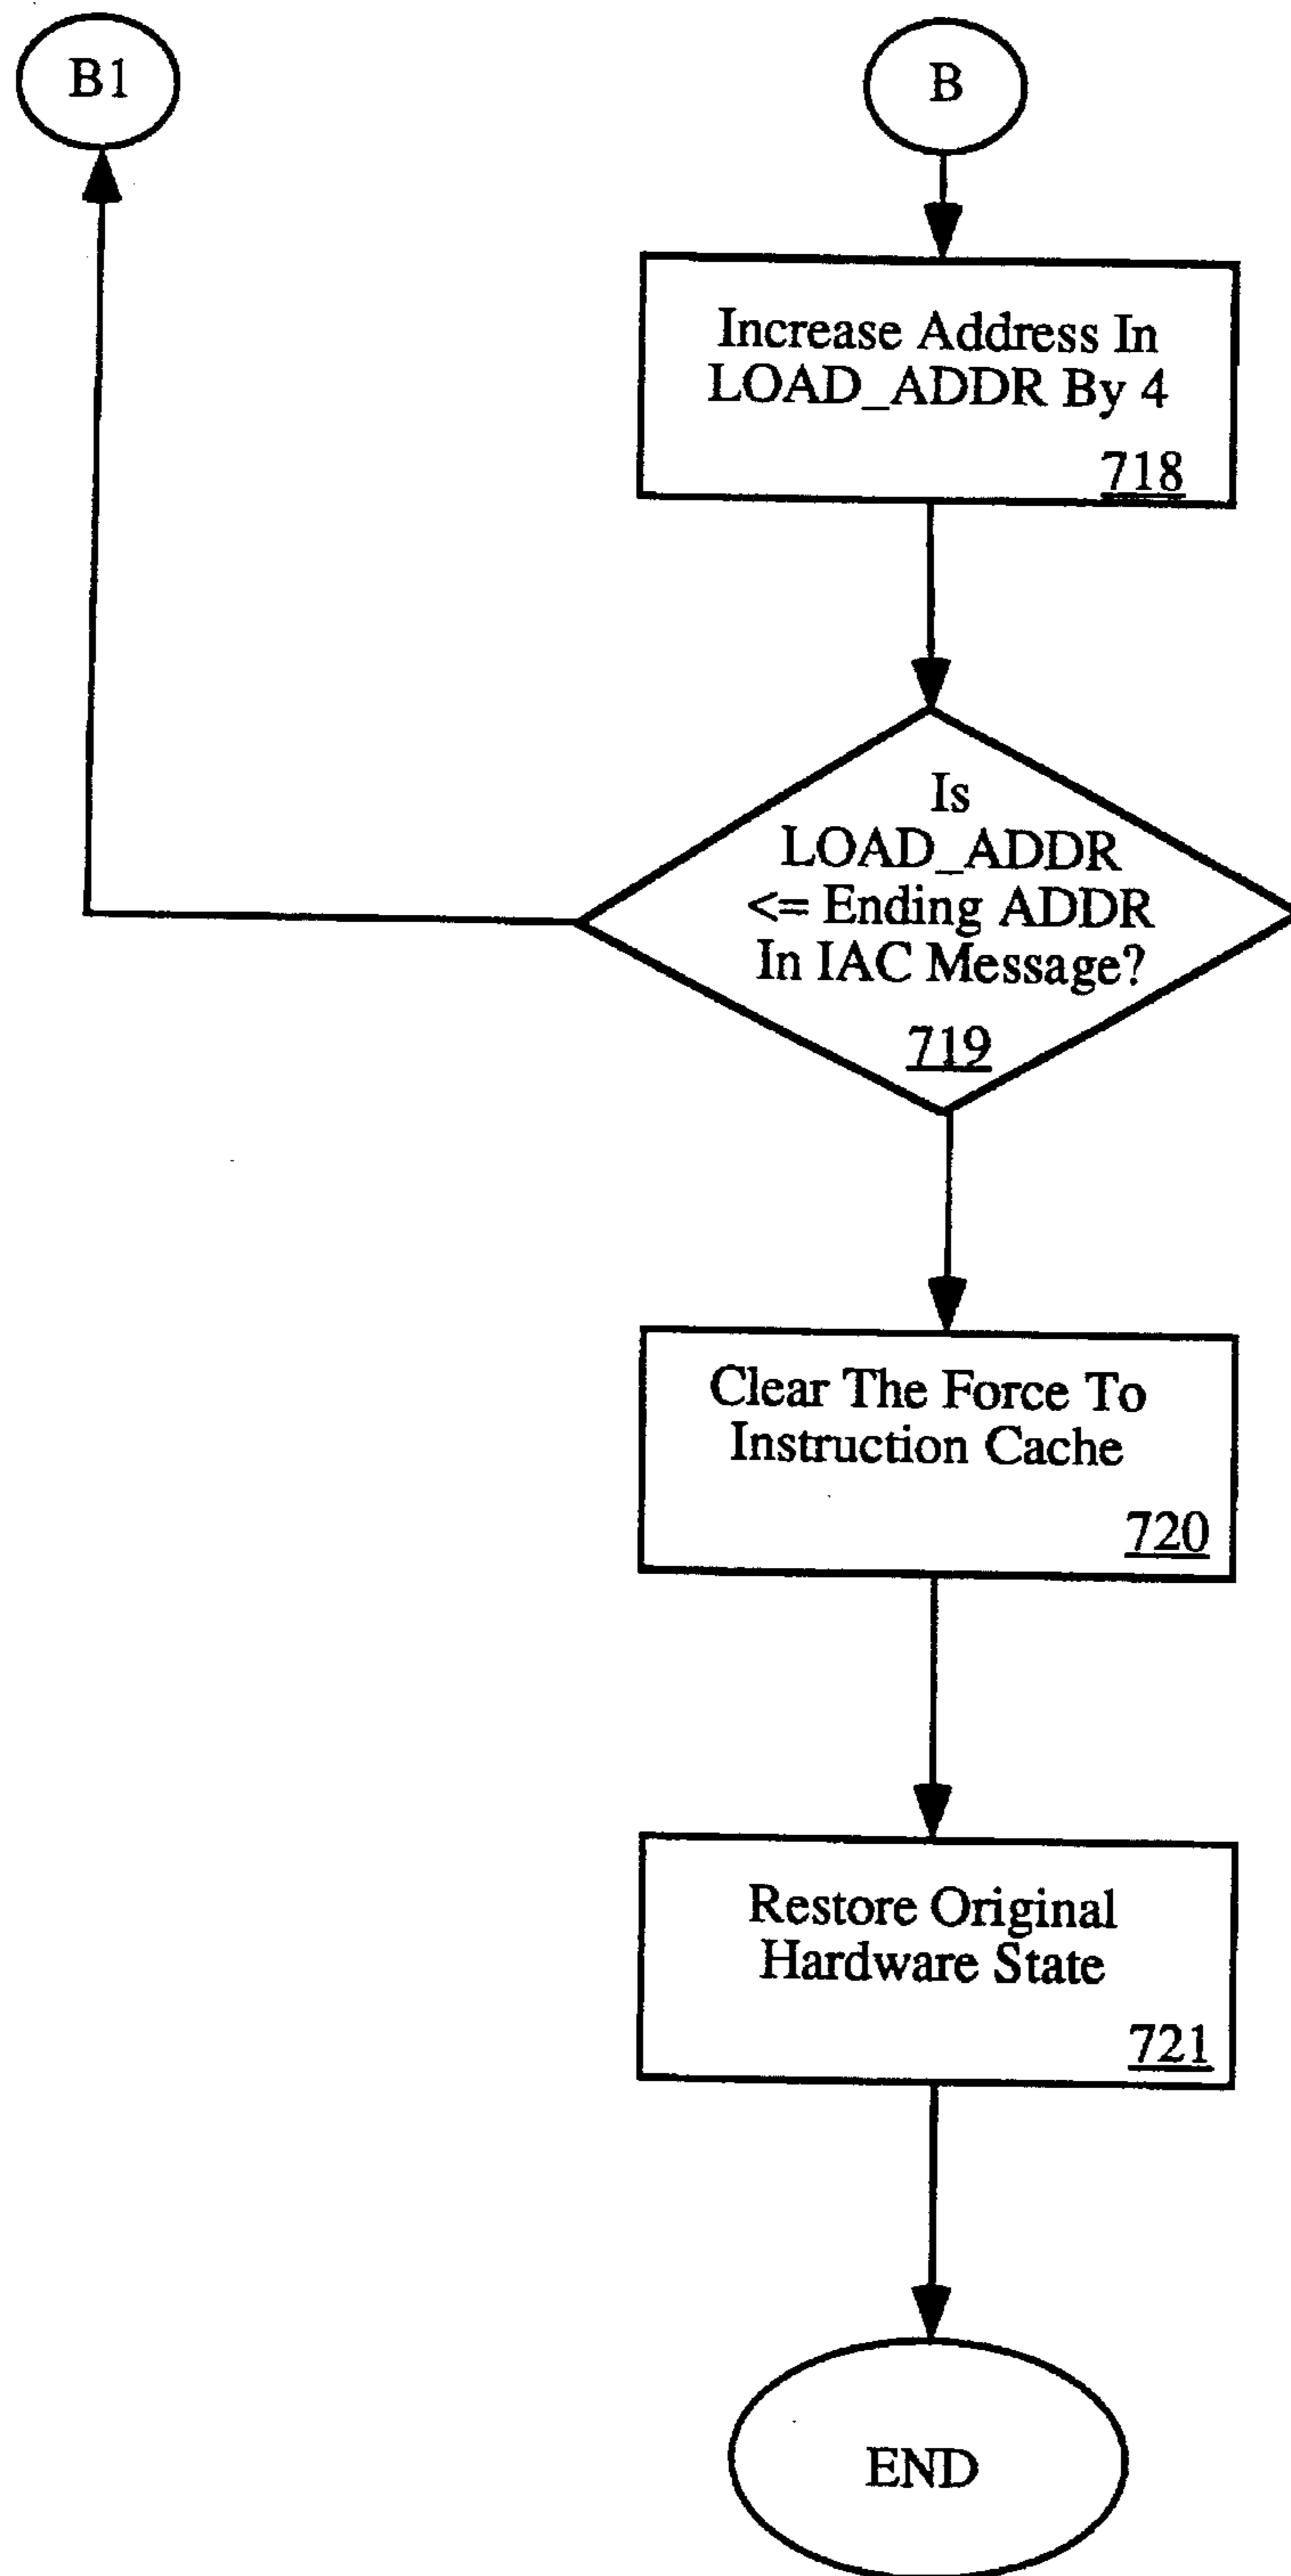 B1
B
Increase Address In
LOAD_ADDR By 4
718
Is
LOAD_ADDR
<= Ending ADDR
In IAC Message?
719
Clear The Force To
Instruction Cache
720
Restore Original
Hardware State
721
END